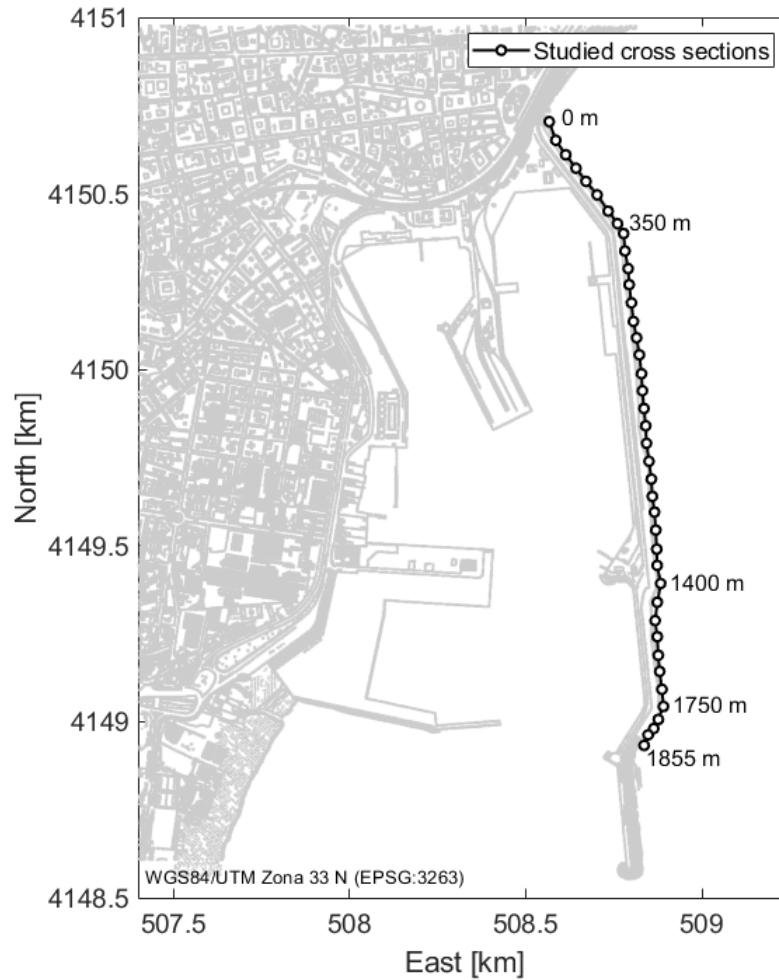 4151
Studied cross sections
0 m
4150.5
350 m
4150
North [km]
4149.5
1400 m
4149
1750 m
1855 m
WGS84/UTM Zona 33 N (EPSG:3263)
4148.5
507.5 508 508.5 509
East [km]